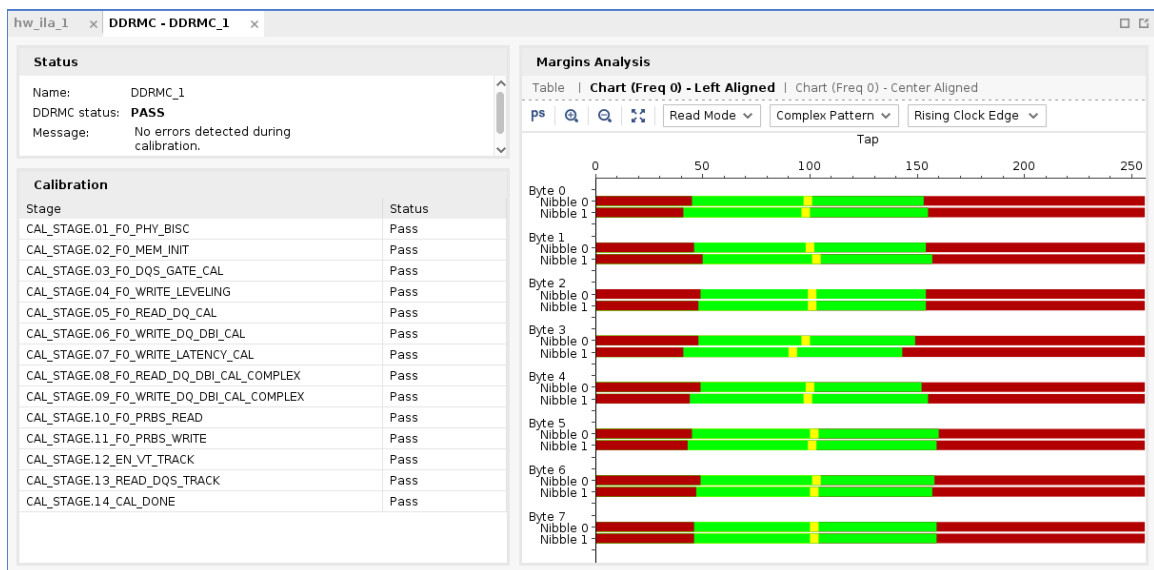 hw_ila_1 × DDRMC - DDRMC_1 ×
Status
Name: DDRMC_1
DDRMC status: PASS
Message: No errors detected during
calibration.
Calibration
Stage Status
CAL_STAGE.01_F0_PHY_BISC Pass
CAL_STAGE.02_F0_MEM_INIT Pass
CAL_STAGE.03_F0_DQS_GATE_CAL Pass
CAL_STAGE.04_F0_WRITE_LEVELING Pass
CAL_STAGE.05_F0_READ_DQ_CAL Pass
CAL_STAGE.06_F0_WRITE_DQ_DBI_CAL Pass
CAL_STAGE.07_F0_WRITE_LATENCY_CAL Pass
CAL_STAGE.08_F0_READ_DQ_DBI_CAL_COMPLEX Pass
CAL_STAGE.09_F0_WRITE_DQ_DBI_CAL_COMPLEX Pass
CAL_STAGE.10_F0_PRBS_READ Pass
CAL_STAGE.11_F0_PRBS_WRITE Pass
CAL_STAGE.12_EN_VT_TRACK Pass
CAL_STAGE.13_READ_DQS_TRACK Pass
CAL_STAGE.14_CAL_DONE Pass
Margins Analysis
Table | Chart (Freq 0) - Left Aligned | Chart (Freq 0) - Center Aligned
ps Read Mode Complex Pattern Rising Clock Edge
Tap
0 50 100 150 200 250
Byte 0
Nibble 0
Nibble 1
Byte 1
Nibble 0
Nibble 1
Byte 2
Nibble 0
Nibble 1
Byte 3
Nibble 0
Nibble 1
Byte 4
Nibble 0
Nibble 1
Byte 5
Nibble 0
Nibble 1
Byte 6
Nibble 0
Nibble 1
Byte 7
Nibble 0
Nibble 1